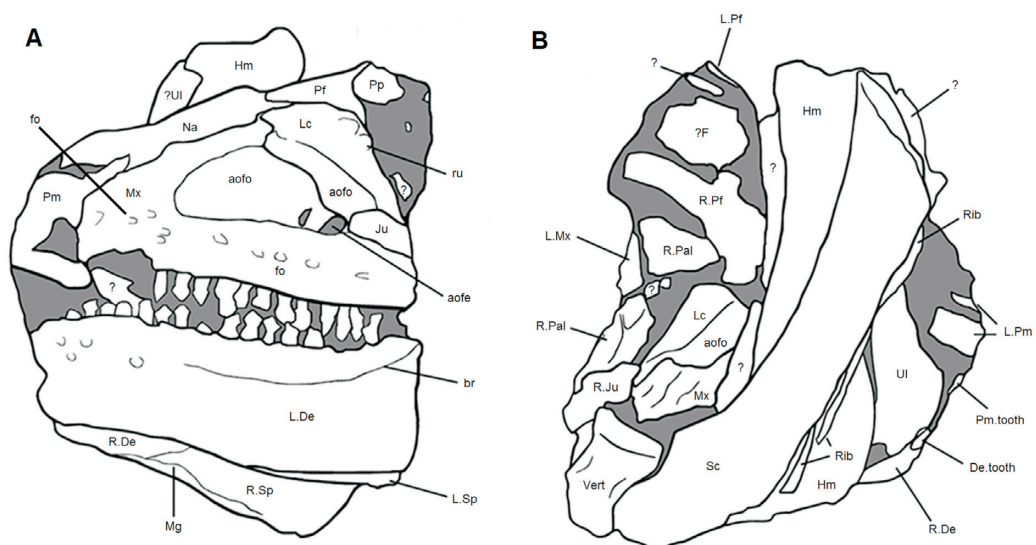 A
Hm
?Ul
Pf
Pp
fo
Na
Lc
ru
aofo
aofo
?
Pm
Mx
Ju
fo
aofe
?
br
L.De
R.De
R.Sp
L.Sp
Mg
B
L.Pf
?
?
Hm
?F
?
R.Pf
Rib
L.Mx
R.Pal
?
L.Pm
Lc
R.Pal
aofo
Ul
?
R.Ju
Mx
Pm.tooth
Sc
Rib
De.tooth
Vert
Hm
R.De